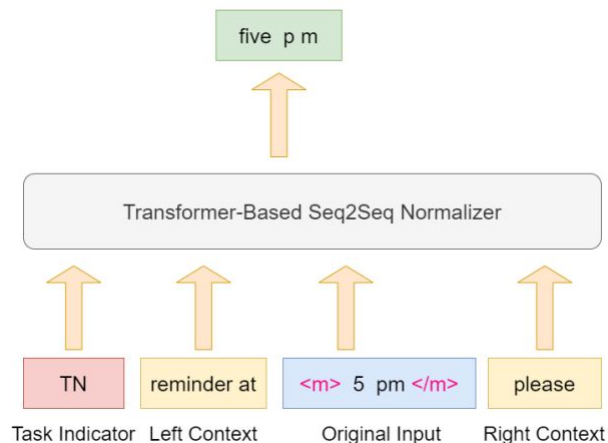 five p m
Transformer-Based Seq2Seq Normalizer
TN
reminder at
<m> 5 pm </m>
please
Task Indicator
Left Context
Original Input
Right Context